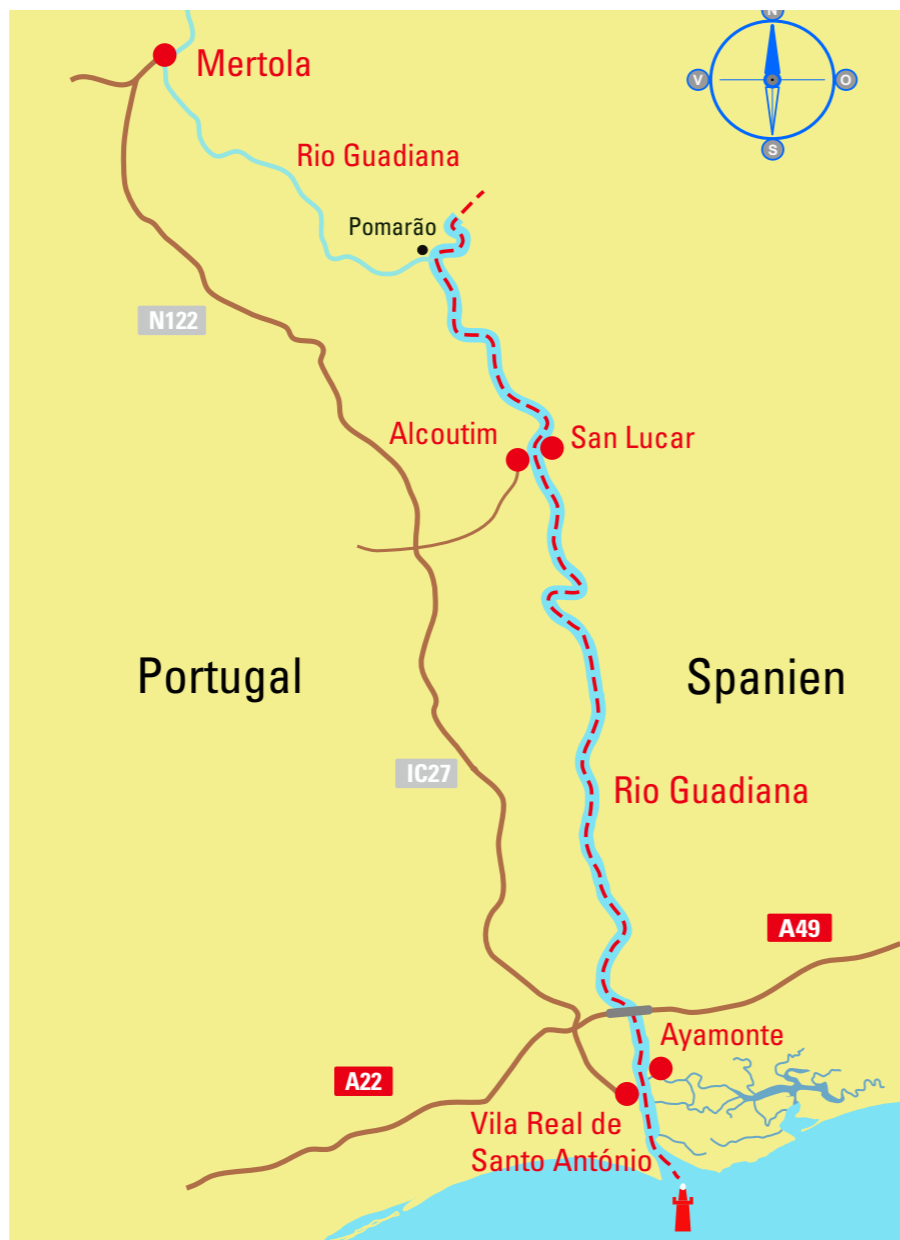 N
Mertola
V
O
Rio Guadiana
S
Pomarão
N122
Alcoutim
San Lucar
Portugal
Spanien
IC27
Rio Guadiana
A49
Ayamonte
A22
Vila Real de
Santo António